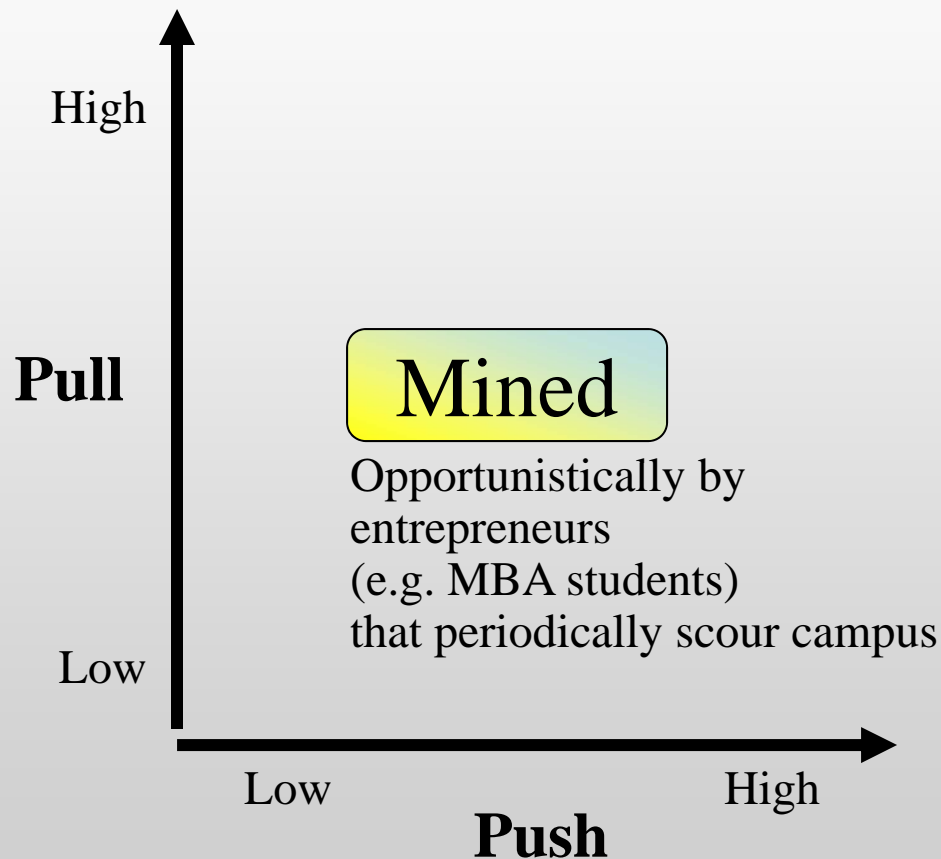 High
Pull
Mined
Opportunistically by
entrepreneurs
(e.g. MBA students)
that periodically scour campus
Low
Low
High
Push